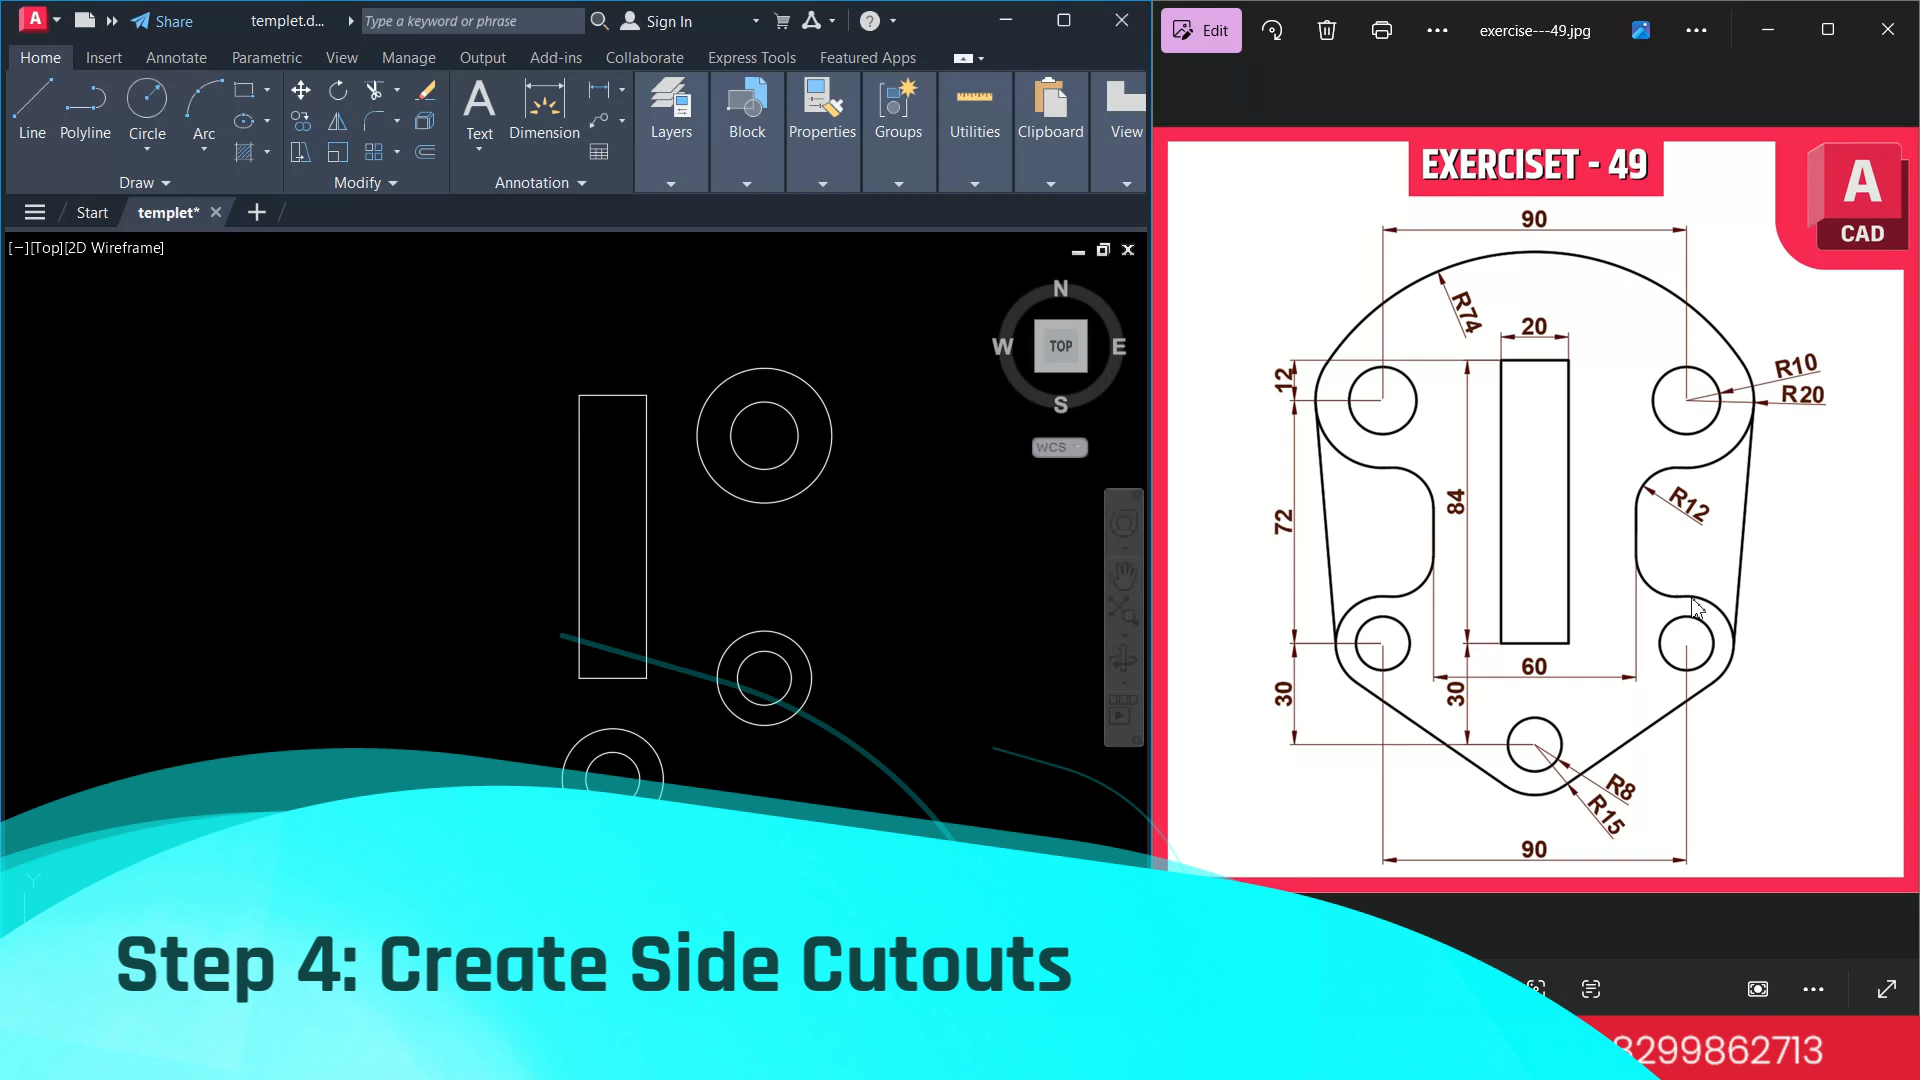 A
Share
templet.d...
Type a keyword or phrase
Sign In
Home
Insert
Annotate
Parametric
View
Manage
Output
Add-ins
Collaborate
Express Tools
Featured Apps
Line
Polyline
Circle
Arc
Text
Dimension
Layers
Block
Properties
Groups
Utilities
Clipboard
View
Draw
Modify
Annotation
Start
templet*
[−][Top][2D Wireframe]
N
W
TOP
E
S
WCS
Y
Step 4: Create Side Cutouts
Edit
exercise---49.jpg
EXERCISET - 49
A
CAD
90
R74
20
12
R10
R20
72
84
R12
60
30
30
R8
R15
90
8299862713